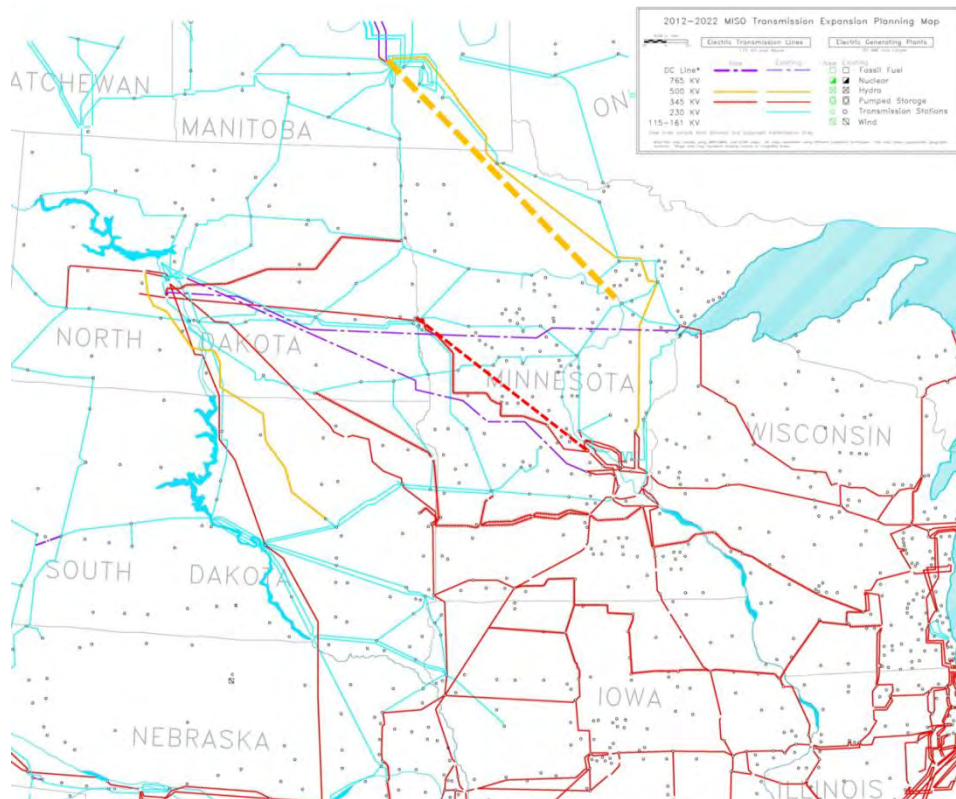 2012-2022 MISO Transmission Expansion Planning Map
Electric Transmission Lines
Electric Generating Plants
New Existing
New Existing
DC Line*
765 KV
500 KV
345 KV
230 KV
115-161 KV
Fossil Fuel
Nuclear
Hydro
Pumped Storage
Transmission Stations
Wind
ATCHEWAN
MANITOBA
ON
NORTH DAKOTA
MINNESOTA
WISCONSIN
SOUTH DAKOTA
IOWA
NEBRASKA
ILLINOIS